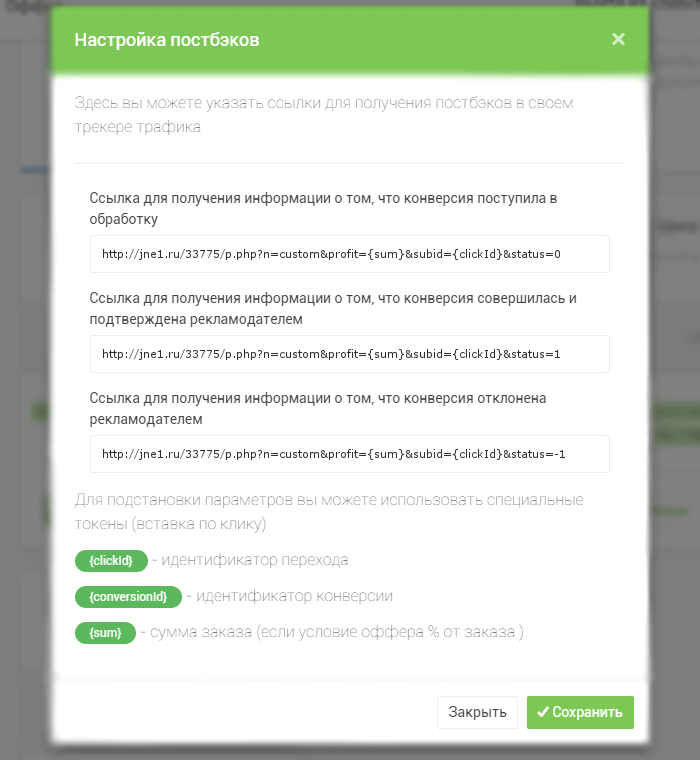 Настройка постбэков
×
Здесь вы можете указать ссылки для получения постбэков в своем
трекере трафика
Ссылка для получения информации о том, что конверсия поступила в
обработку
http://jne1.ru/33775/p.php?n=custom&profit={sum}&subid={clickId}&status=0
Ссылка для получения информации о том, что конверсия совершилась и
подтверждена рекламодателем
http://jne1.ru/33775/p.php?n=custom&profit={sum}&subid={clickId}&status=1
Ссылка для получения информации о том, что конверсия отклонена
рекламодателем
http://jne1.ru/33775/p.php?n=custom&profit={sum}&subid={clickId}&status=-1
Для подстановки параметров вы можете использовать специальные
токены (вставка по клику)
{clickId} - идентификатор перехода
{conversionId} - идентификатор конверсии
{sum} - сумма заказа (если условие оффера % от заказа )
Закрыть ✔ Сохранить